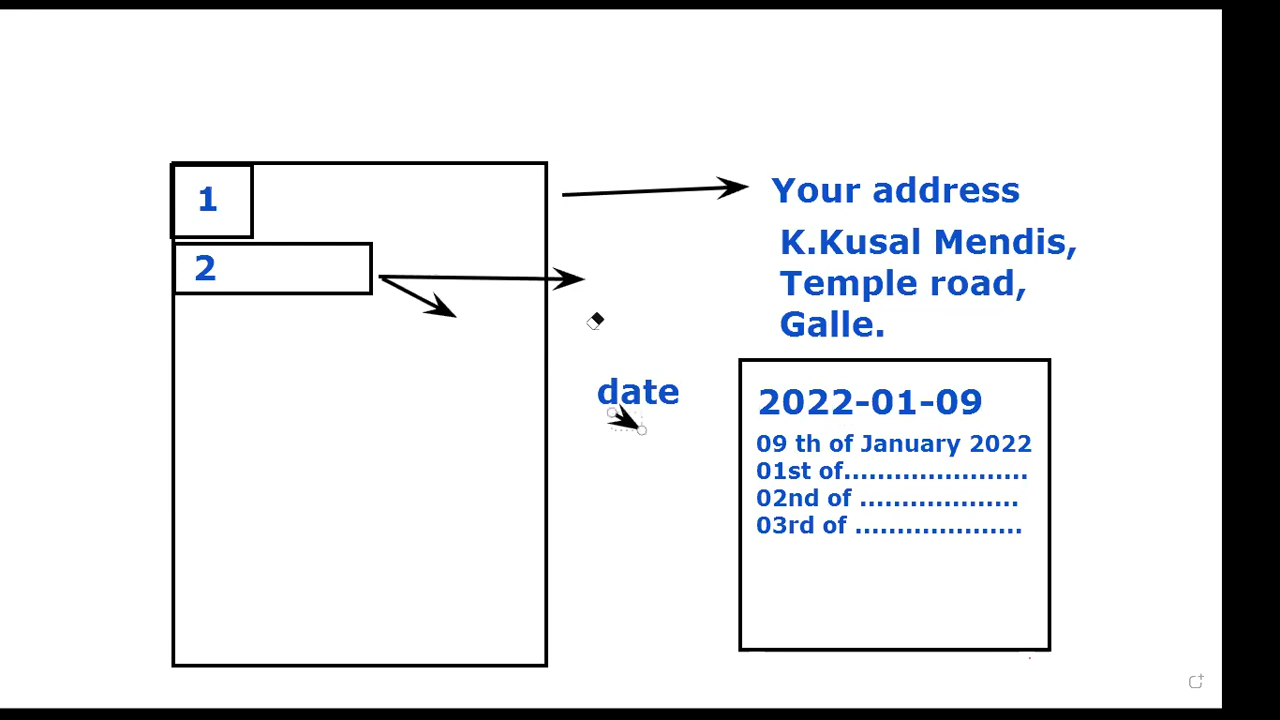 1
2
Your address
K.Kusal Mendis,
Temple road,
Galle.
date
2022-01-09
09 th of January 2022
01st of......................
02nd of ...................
03rd of ....................